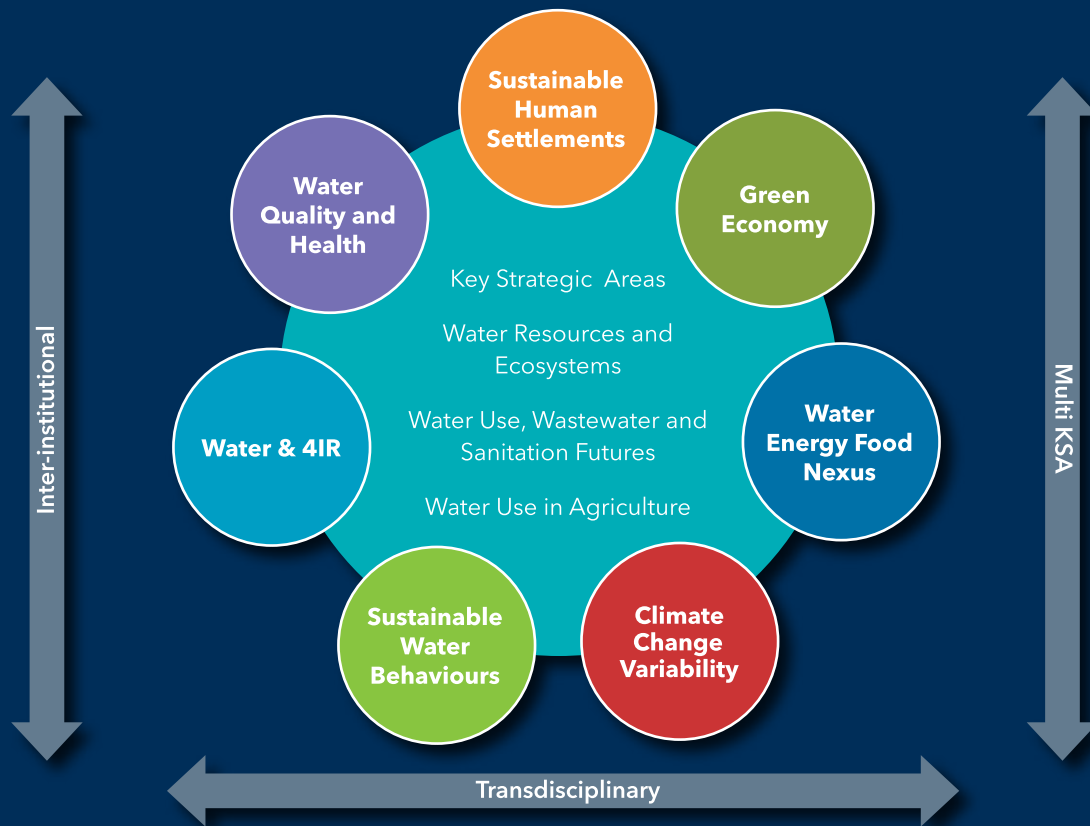 Sustainable
Human
Settlements
Water
Quality and
Health
Green
Economy
Key Strategic  Areas
Water Resources and
Ecosystems
Inter-institutional
Multi KSA
Water & 4IR
Water Use, Wastewater and
Sanitation Futures
Water
Energy Food
Nexus
Water Use in Agriculture
Sustainable
Water
Behaviours
Climate
Change
Variability
Transdisciplinary